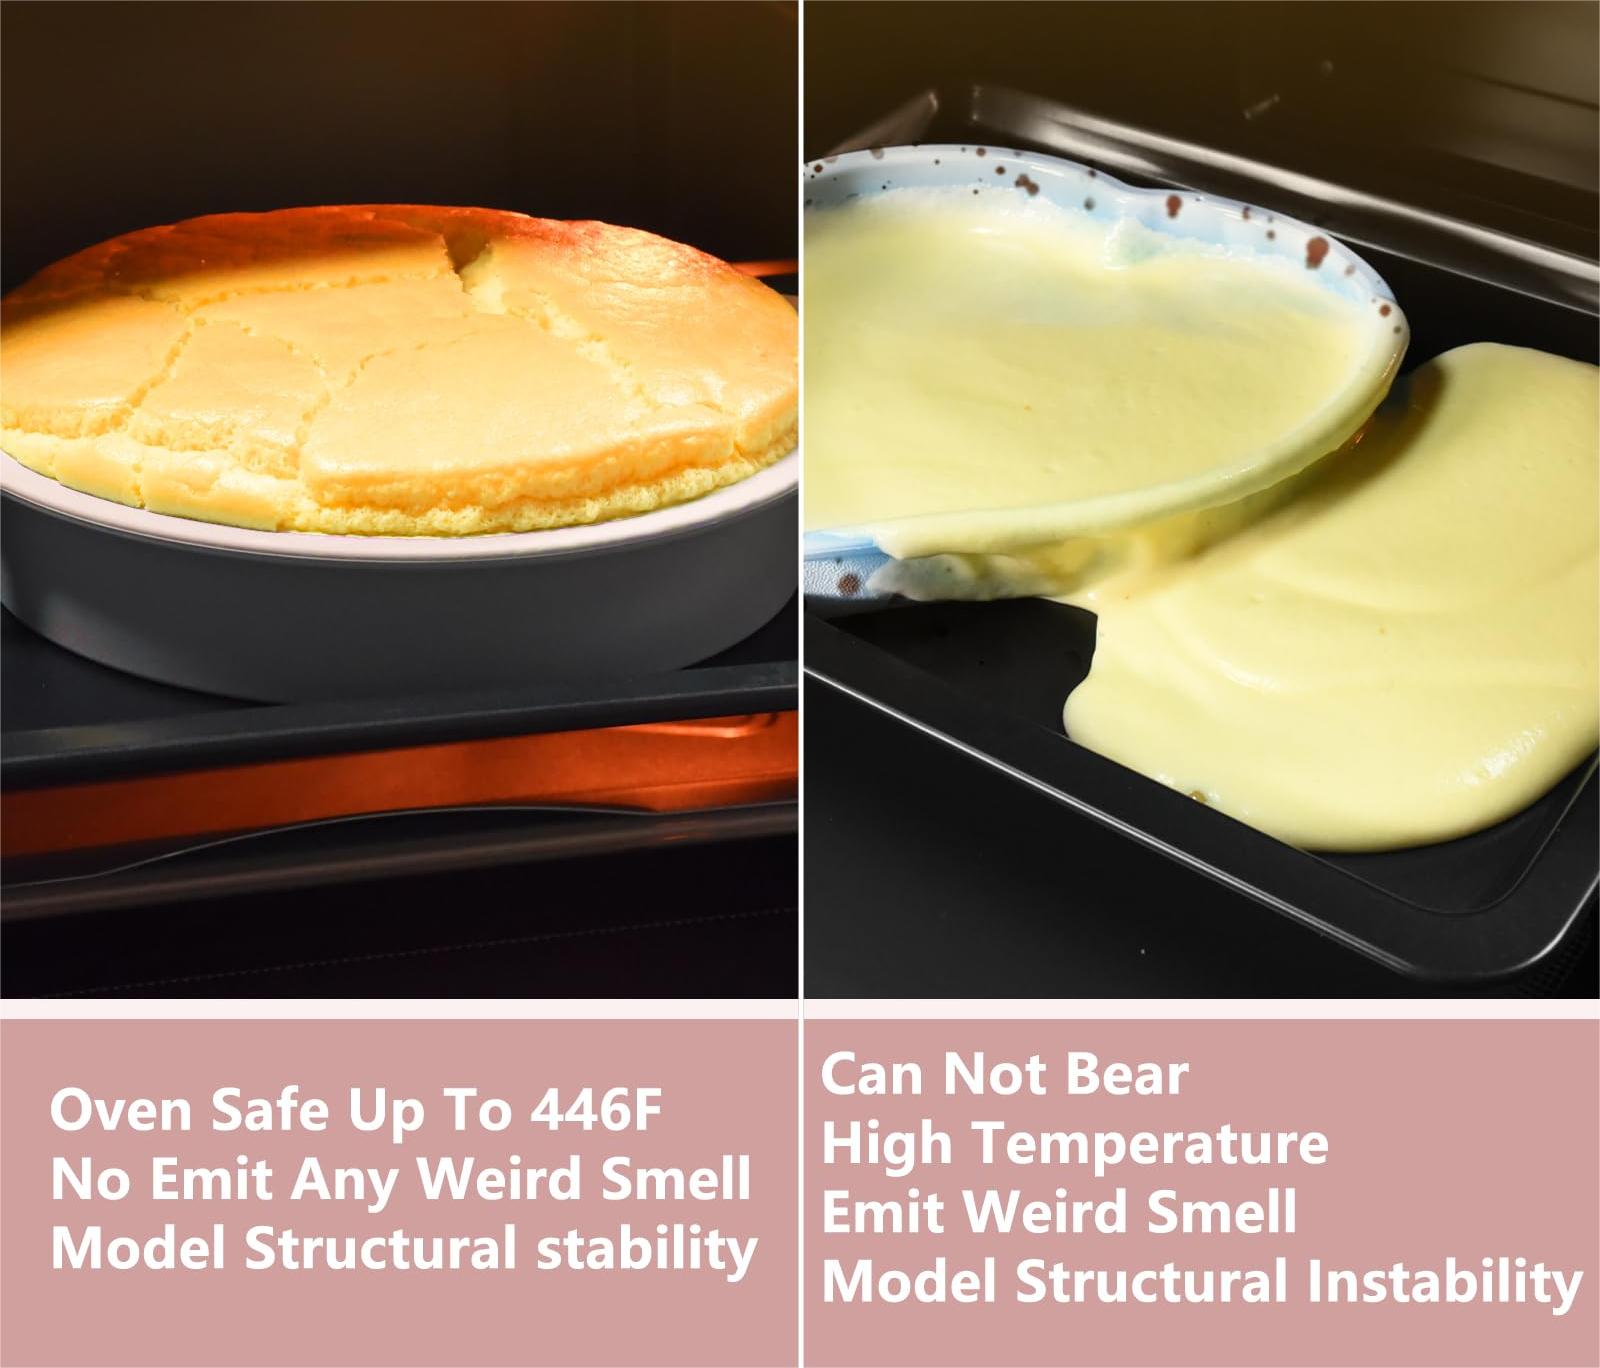 Oven Safe Up To 446F
No Emit Any Weird Smell
Model Structural stability
Can Not Bear
High Temperature
Emit Weird Smell
Model Structural Instability